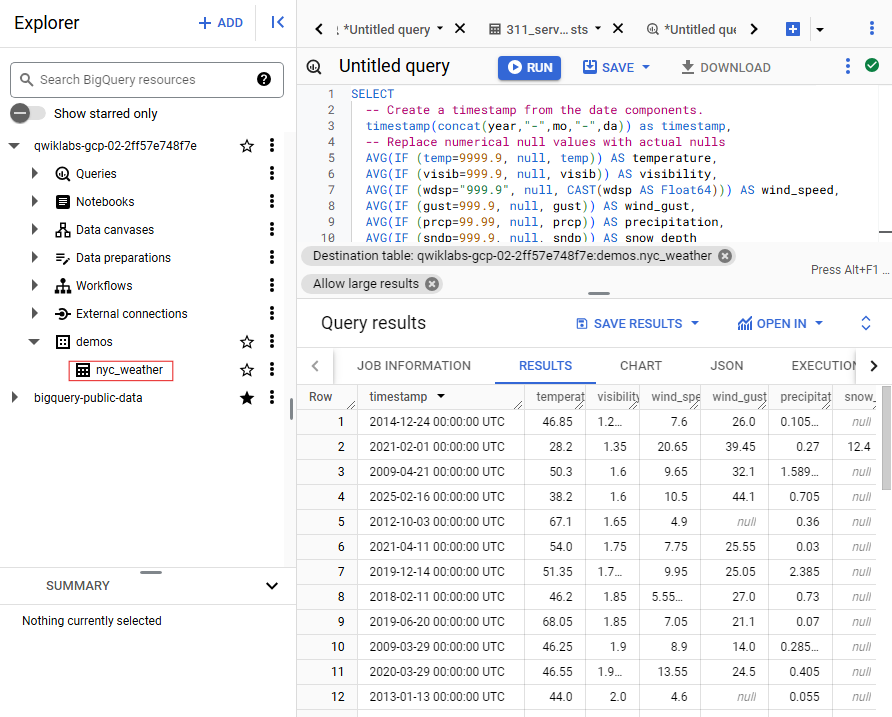 Explorer
+ ADD
Search BigQuery resources
Show starred only
qwiklabs-gcp-02-2ff57e748f7e
Queries
Notebooks
Data canvases
Data preparations
Workflows
External connections
demos
nyc_weather
bigquery-public-data
SUMMARY
Nothing currently selected
*Untitled query
311_serv... sts
*Untitled que
Untitled query
RUN
SAVE
DOWNLOAD
1 SELECT
2 -- Create a timestamp from the date components.
3 timestamp(concat(year,"-",mo,"-",da)) as timestamp,
4 -- Replace numerical null values with actual nulls
5 AVG(IF (temp=9999.9, null, temp)) AS temperature,
6 AVG(IF (visib=999.9, null, visib)) AS visibility,
7 AVG(IF (wdsp="999.9", null, CAST(wdsp AS Float64))) AS wind_speed,
8 AVG(IF (gust=999.9, null, gust)) AS wind_gust,
9 AVG(IF (prcp=99.99, null, prcp)) AS precipitation,
10 AVG(IF (sndp=999.9, null, sndp)) AS snow_depth
Destination table: qwiklabs-gcp-02-2ff57e748f7e:demos.nyc_weather
Press Alt+F1 ...
Allow large results
Query results
SAVE RESULTS
OPEN IN
JOB INFORMATION RESULTS CHART JSON EXECUTION
Row timestamp temperat visibility wind_spe wind_gust precipitat snow_
1 2014-12-24 00:00:00 UTC 46.85 1.2... 7.6 26.0 0.105... null
2 2021-02-01 00:00:00 UTC 28.2 1.35 20.65 39.45 0.27 12.4
3 2009-04-21 00:00:00 UTC 50.3 1.6 9.65 32.1 1.589... null
4 2025-02-16 00:00:00 UTC 38.2 1.6 10.5 44.1 0.705 null
5 2012-10-03 00:00:00 UTC 67.1 1.65 4.9 null 0.36 null
6 2021-04-11 00:00:00 UTC 54.0 1.75 7.75 25.55 0.03 null
7 2019-12-14 00:00:00 UTC 51.35 1.7... 9.95 25.05 2.385 null
8 2018-02-11 00:00:00 UTC 46.2 1.85 5.55... 27.0 0.73 null
9 2019-06-20 00:00:00 UTC 68.05 1.85 7.05 21.1 0.07 null
10 2009-03-29 00:00:00 UTC 46.25 1.9 8.9 14.0 0.285... null
11 2020-03-29 00:00:00 UTC 46.55 1.9... 13.55 24.5 0.405 null
12 2013-01-13 00:00:00 UTC 44.0 2.0 4.6 null 0.055 null